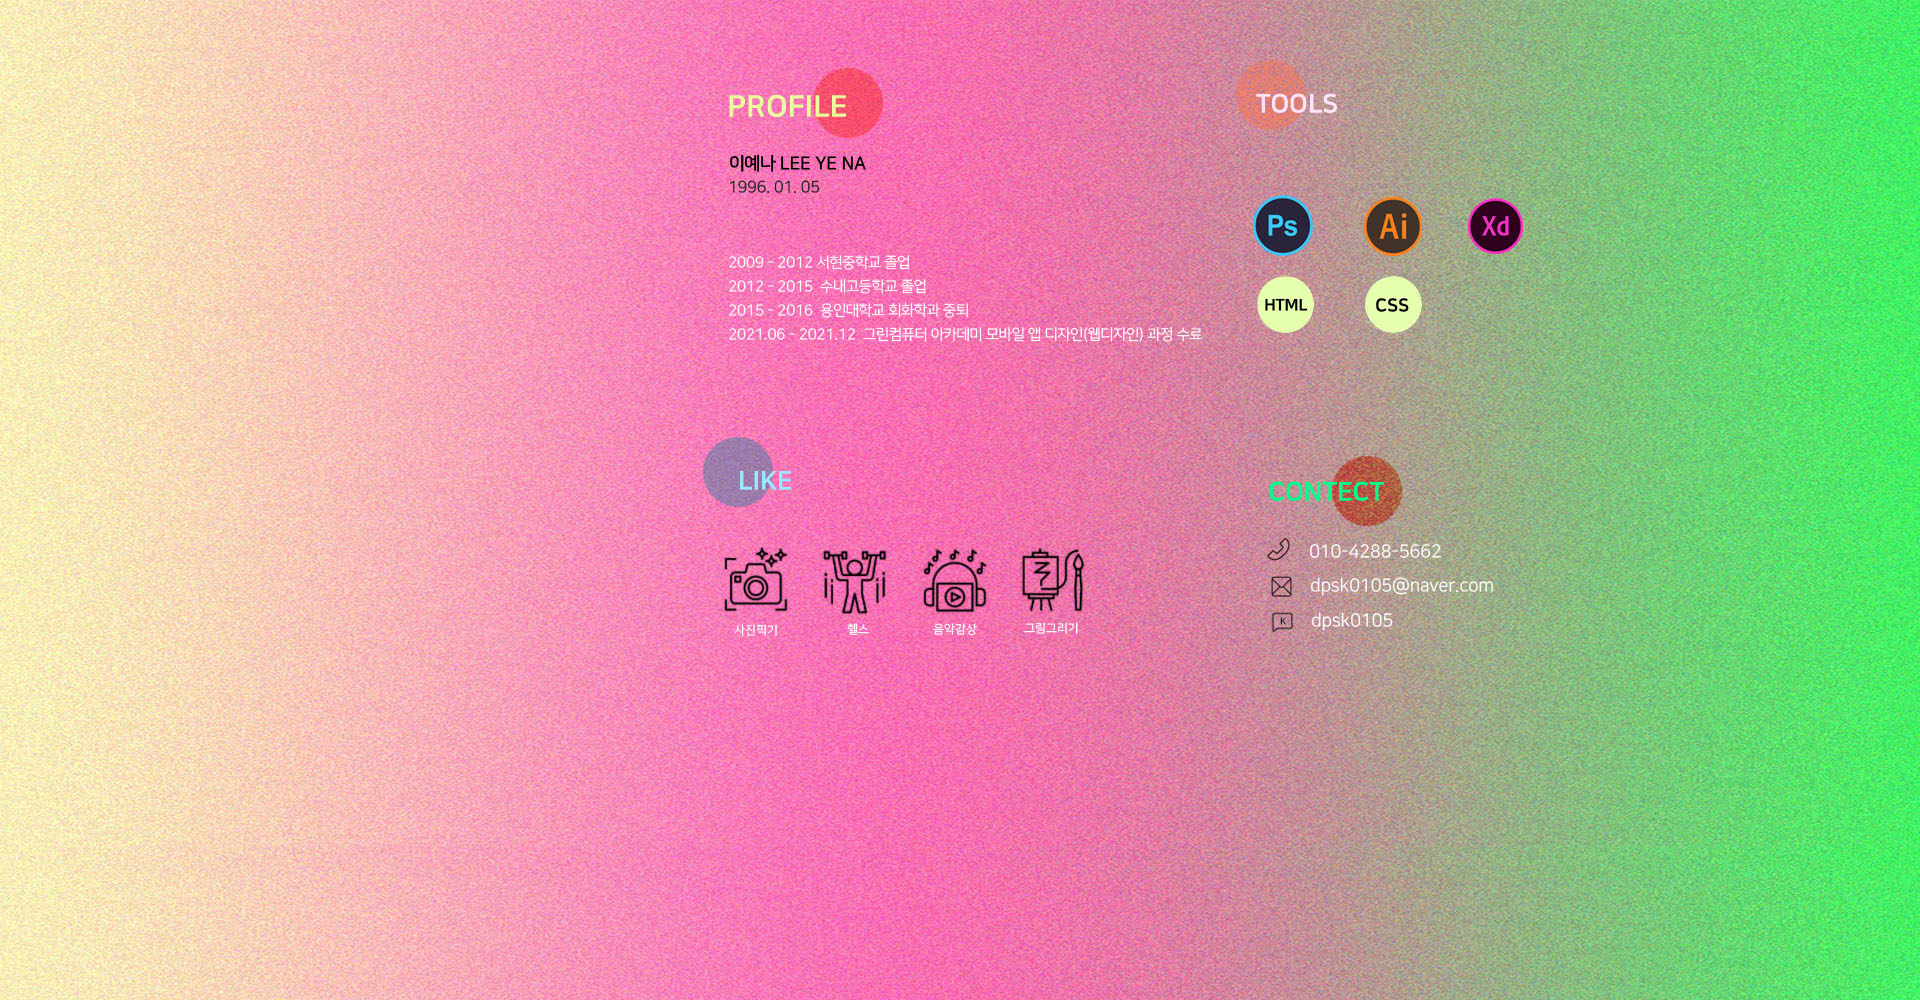 PROFILE
이예나 LEE YE NA
1996. 01. 05
2009 - 2012 서현중학교 졸업
2012 - 2015 수내고등학교 졸업
2015 - 2016 용인대학교 회화학과 중퇴
2021.06 - 2021.12 그린컴퓨터 아카데미 모바일 앱 디자인(웹디자인) 과정 수료
TOOLS
Ps Ai Xd
HTML CSS
LIKE
사진찍기 헬스 음악감상 그림그리기
CONTECT
010-4288-5662
dpsk0105@naver.com
K dpsk0105